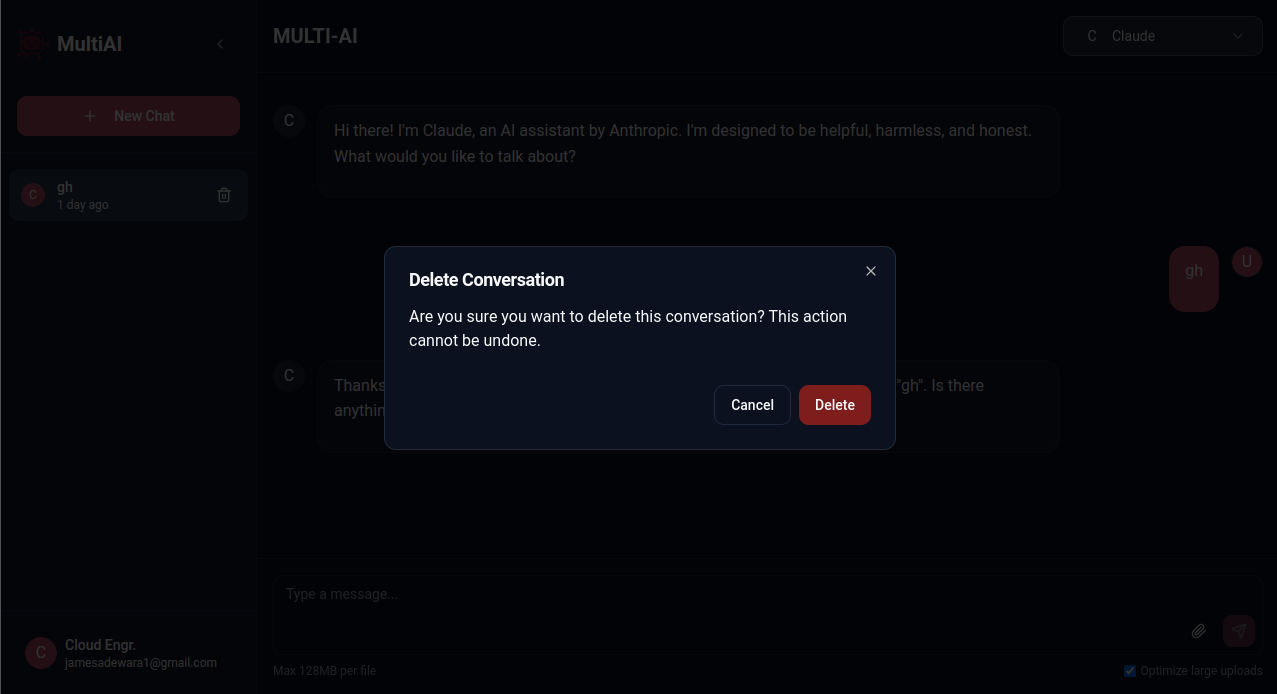 MultiAI
MULTI-AI
C Claude
+ New Chat
C
gh
1 day ago
C
Hi there! I'm Claude, an AI assistant by Anthropic. I'm designed to be helpful, harmless, and honest.
What would you like to talk about?
gh
U
Delete Conversation
Are you sure you want to delete this conversation? This action
cannot be undone.
Cancel
Delete
C
Thanks
"gh". Is there
anythin
Type a message...
Max 128MB per file
Optimize large uploads
C
Cloud Engr.
jamesadewara1@gmail.com